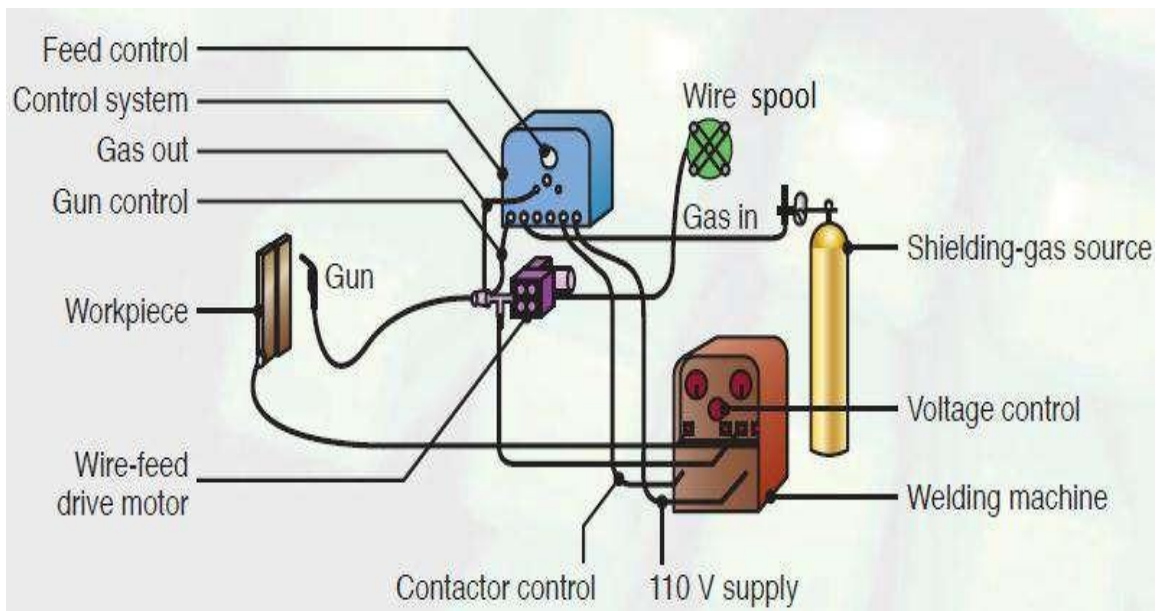 Feed control
Control system
Gas out
Gun control
Wire spool
Gas in
Gun
Shielding-gas source
Workpiece
Voltage control
Wire-feed
drive motor
Welding machine
Contactor control
110 V supply